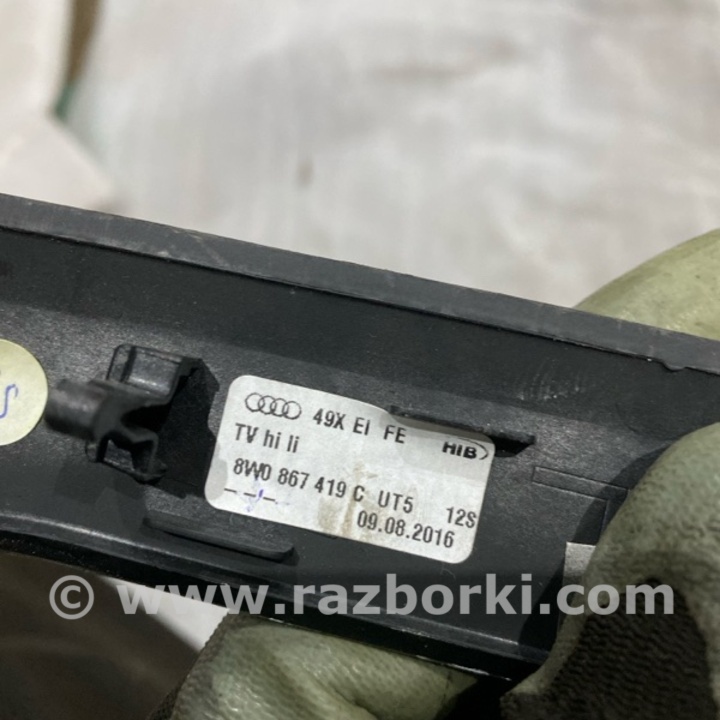 49X EI FE HIB
TV hi li
8W0 867 419 C UT5 12S
09.08.2016
© www.razborki.com